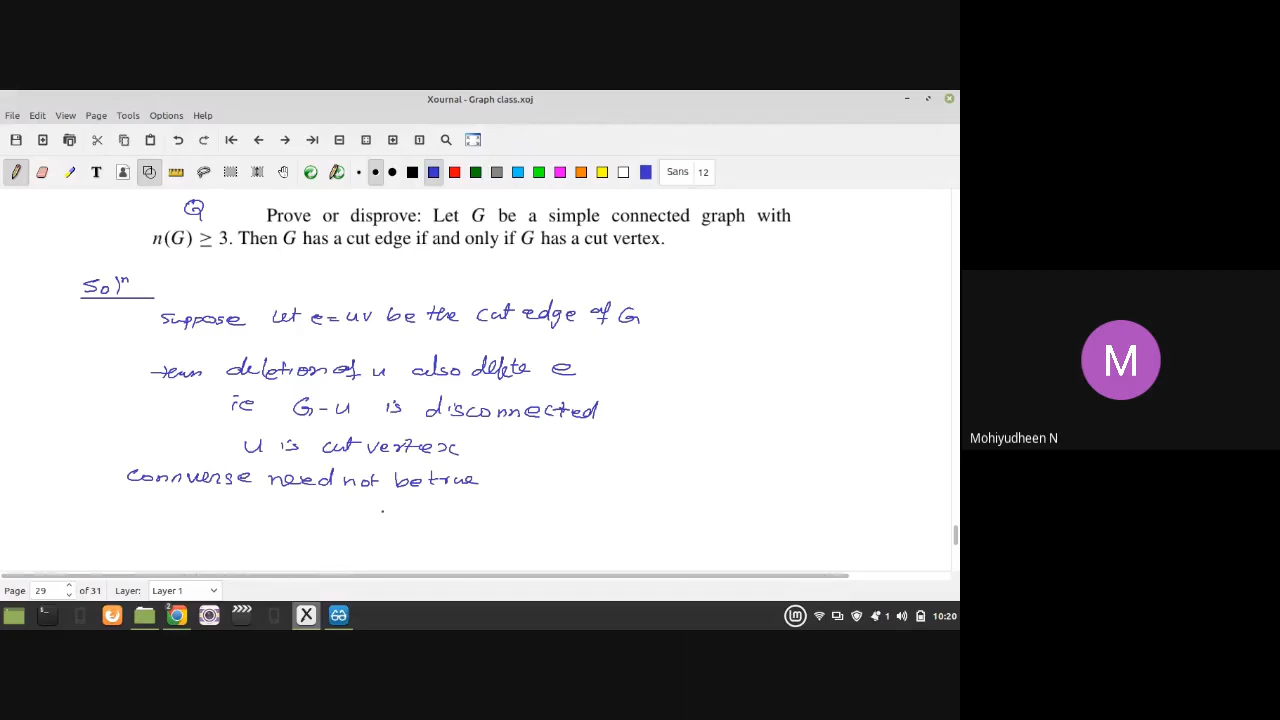 Xournal - Graph class.xoj
File Edit View Page Tools Options Help
Sans 12
Q Prove or disprove: Let G be a simple connected graph with
n(G) ≥ 3. Then G has a cut edge if and only if G has a cut vertex.
Soln
Suppose let e=uv be the cut edge of G
deletion of u also delete e
ie G-u is disconnected
u is cut vertex
Connverse need not be true
M
Mohiyudheen N
Page 29 of 31 Layer: Layer 1
2 X 1 10:20